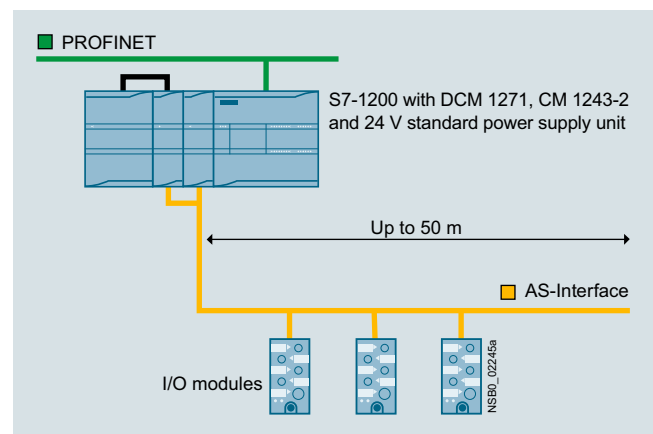 PROFINET
S7-1200 with DCM 1271, CM 1243-2
and 24 V standard power supply unit
Up to 50 m
AS-Interface
I/O modules
NSB0_02245a